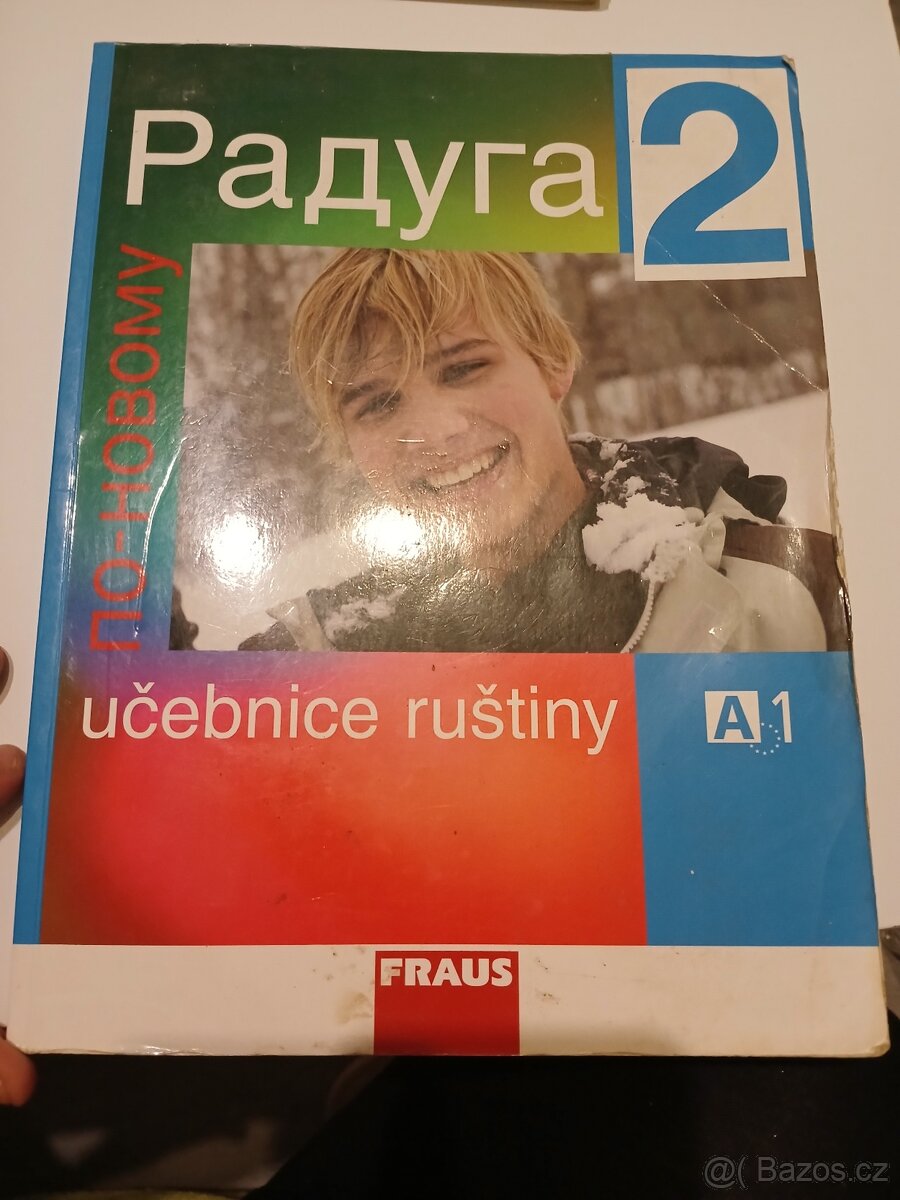 Радуга
2
по-новому
učebnice ruštiny
A1
FRAUS
@( Bazos.cz